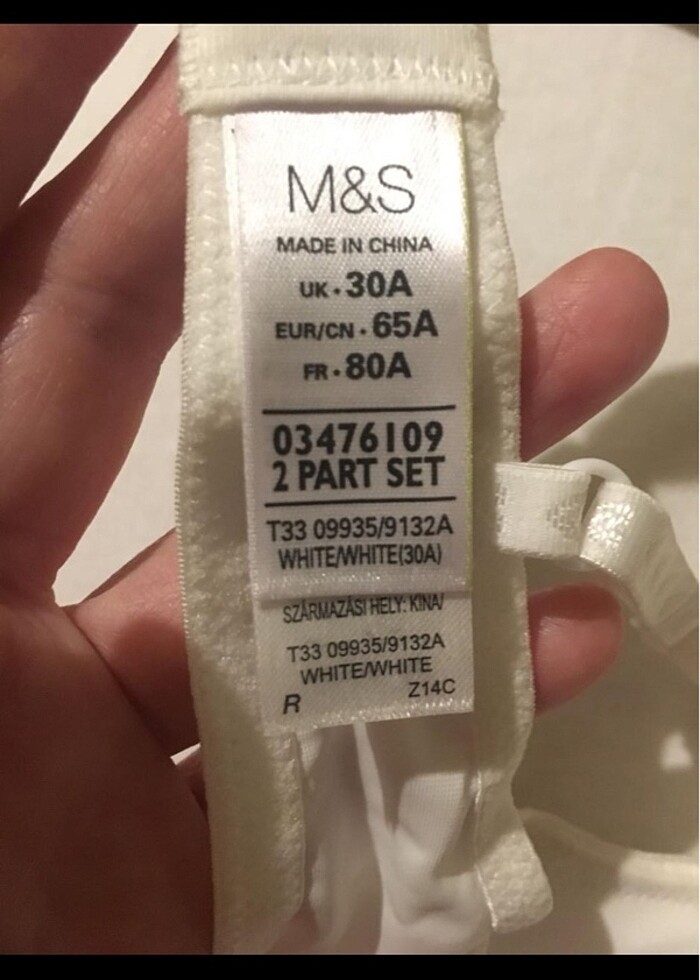 M&S
MADE IN CHINA
UK • 30A
EUR/CN • 65A
FR • 80A
03476109
2 PART SET
T33 09935/9132A
WHITE/WHITE(30A)
SZÁRMAZÁSI HELY: KÍNA/
T33 09935/9132A
WHITE/WHITE
R Z14C